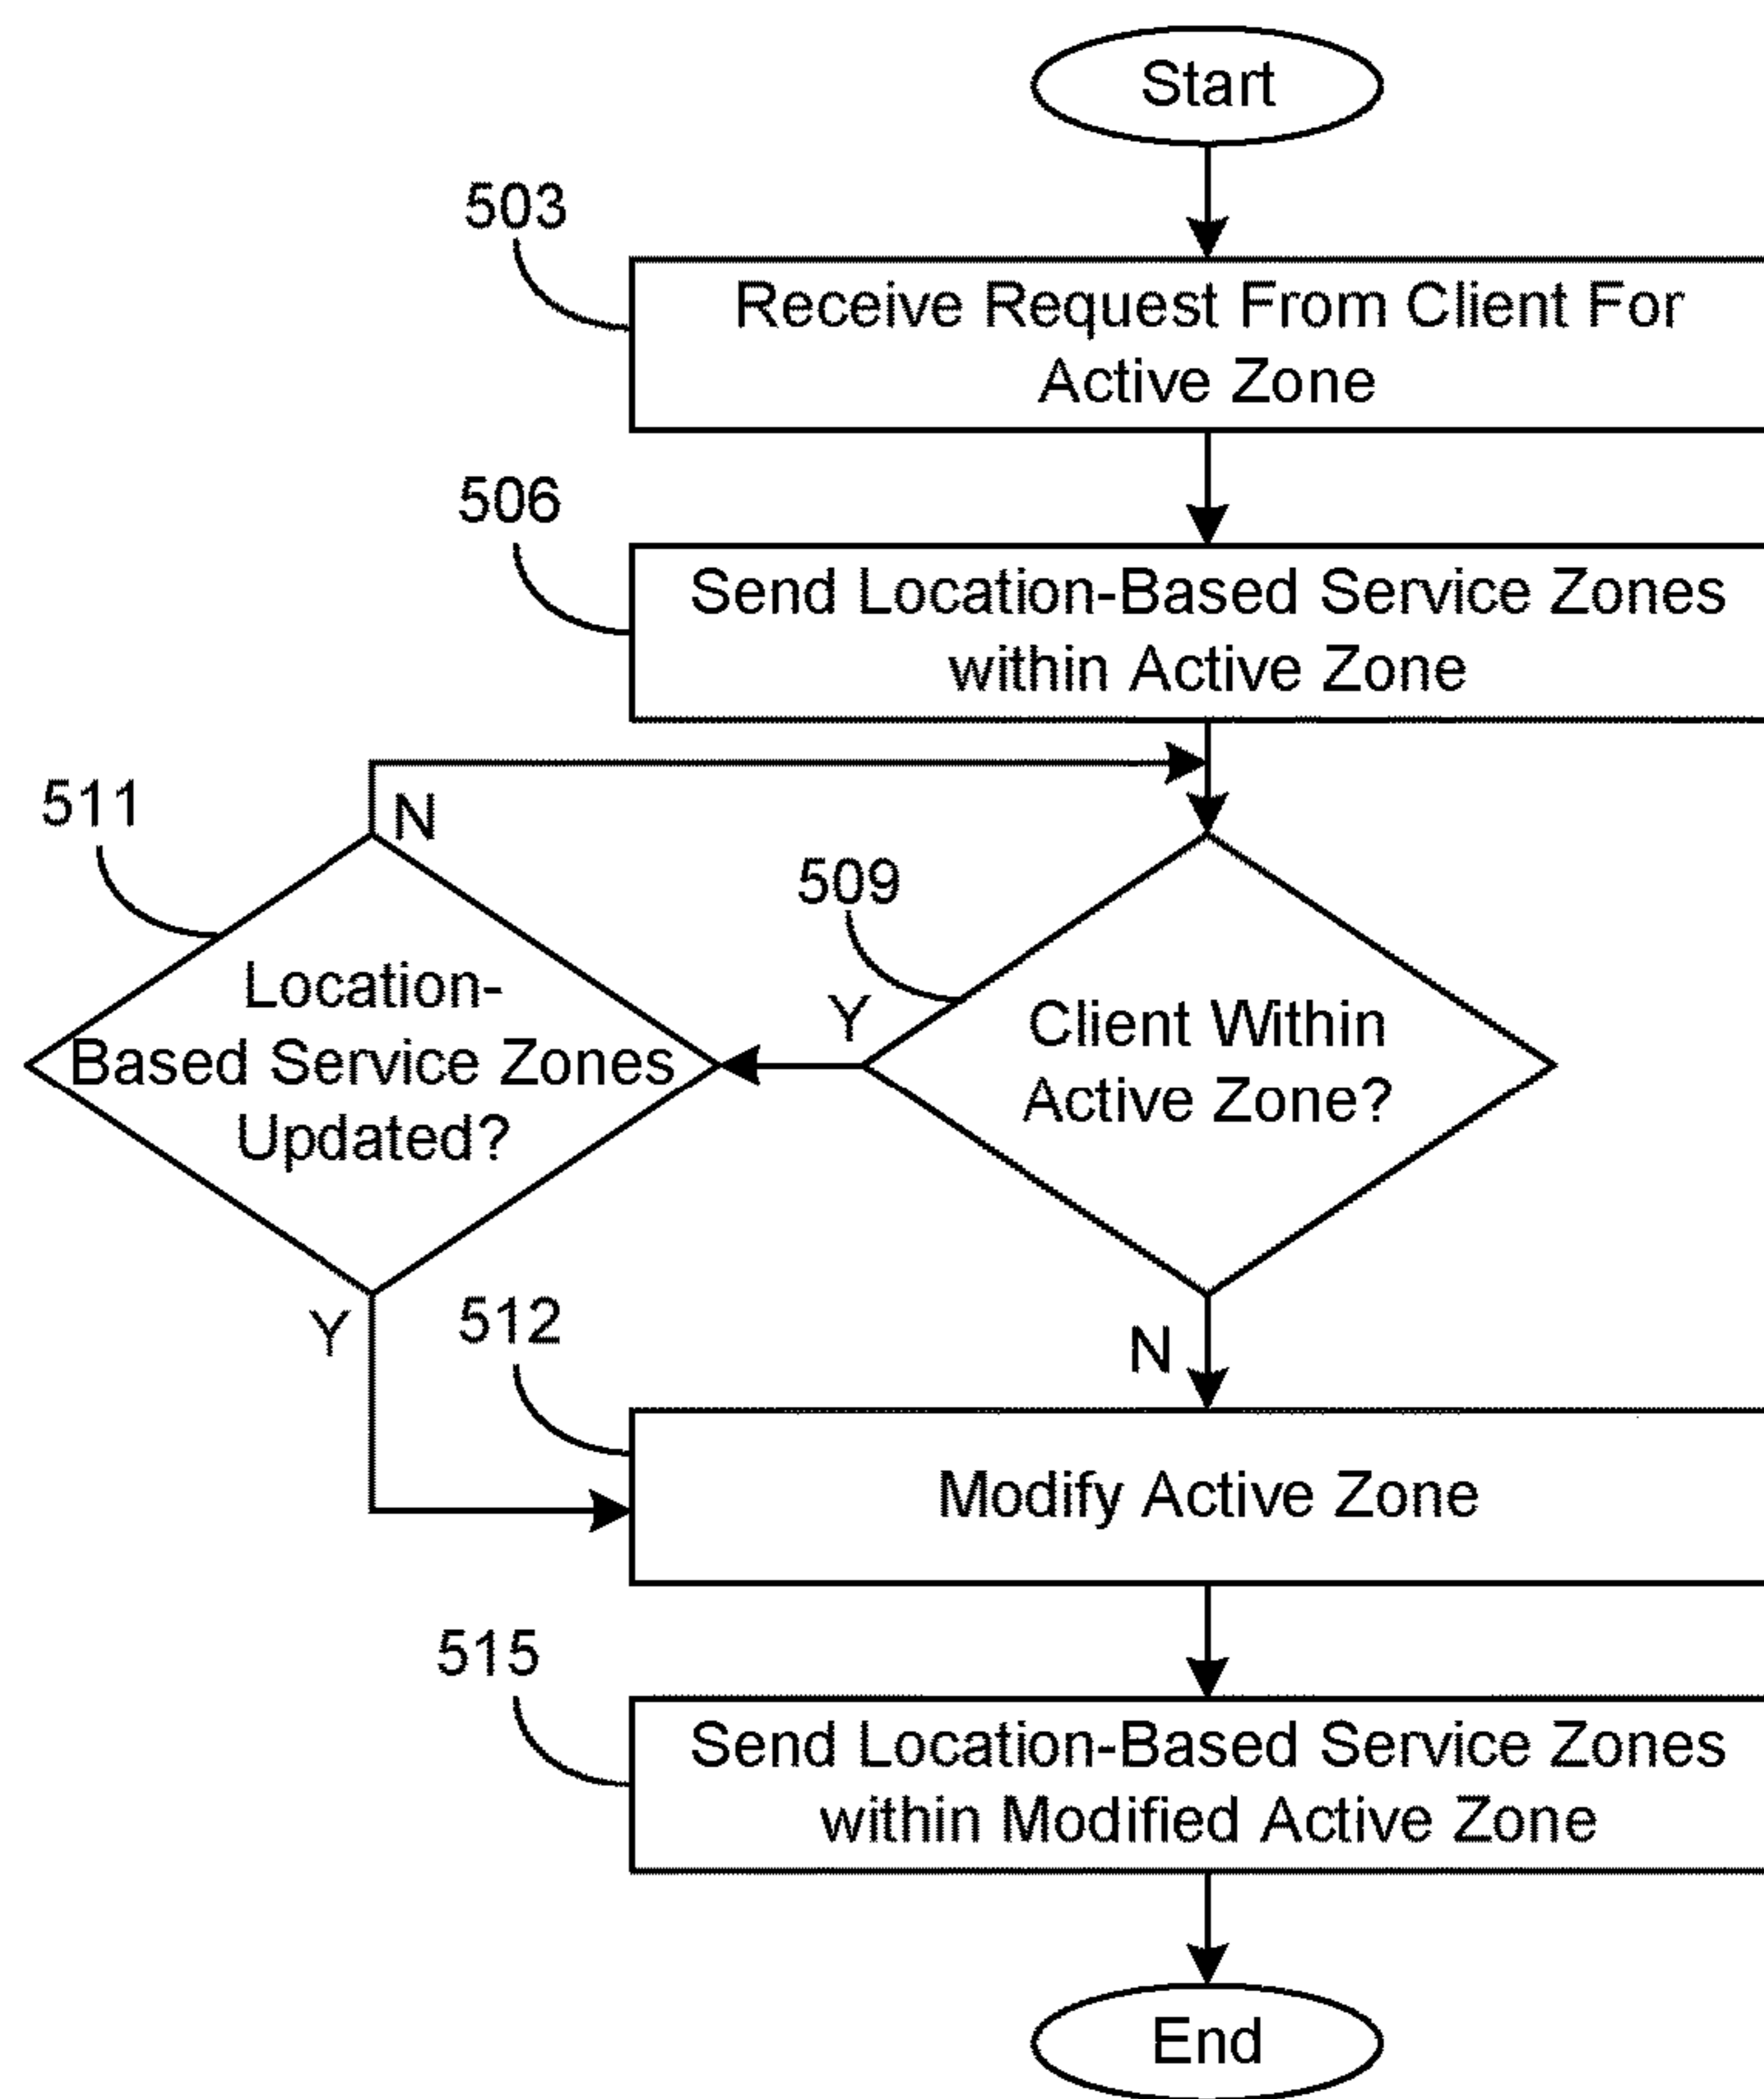 Start
503
Receive Request From Client For
Active Zone
506
Send Location-Based Service Zones
within Active Zone
511
N
509
Location-
Based Service Zones
Updated?
Y
Client Within
Active Zone?
Y
512
N
Modify Active Zone
515
Send Location-Based Service Zones
within Modified Active Zone
End